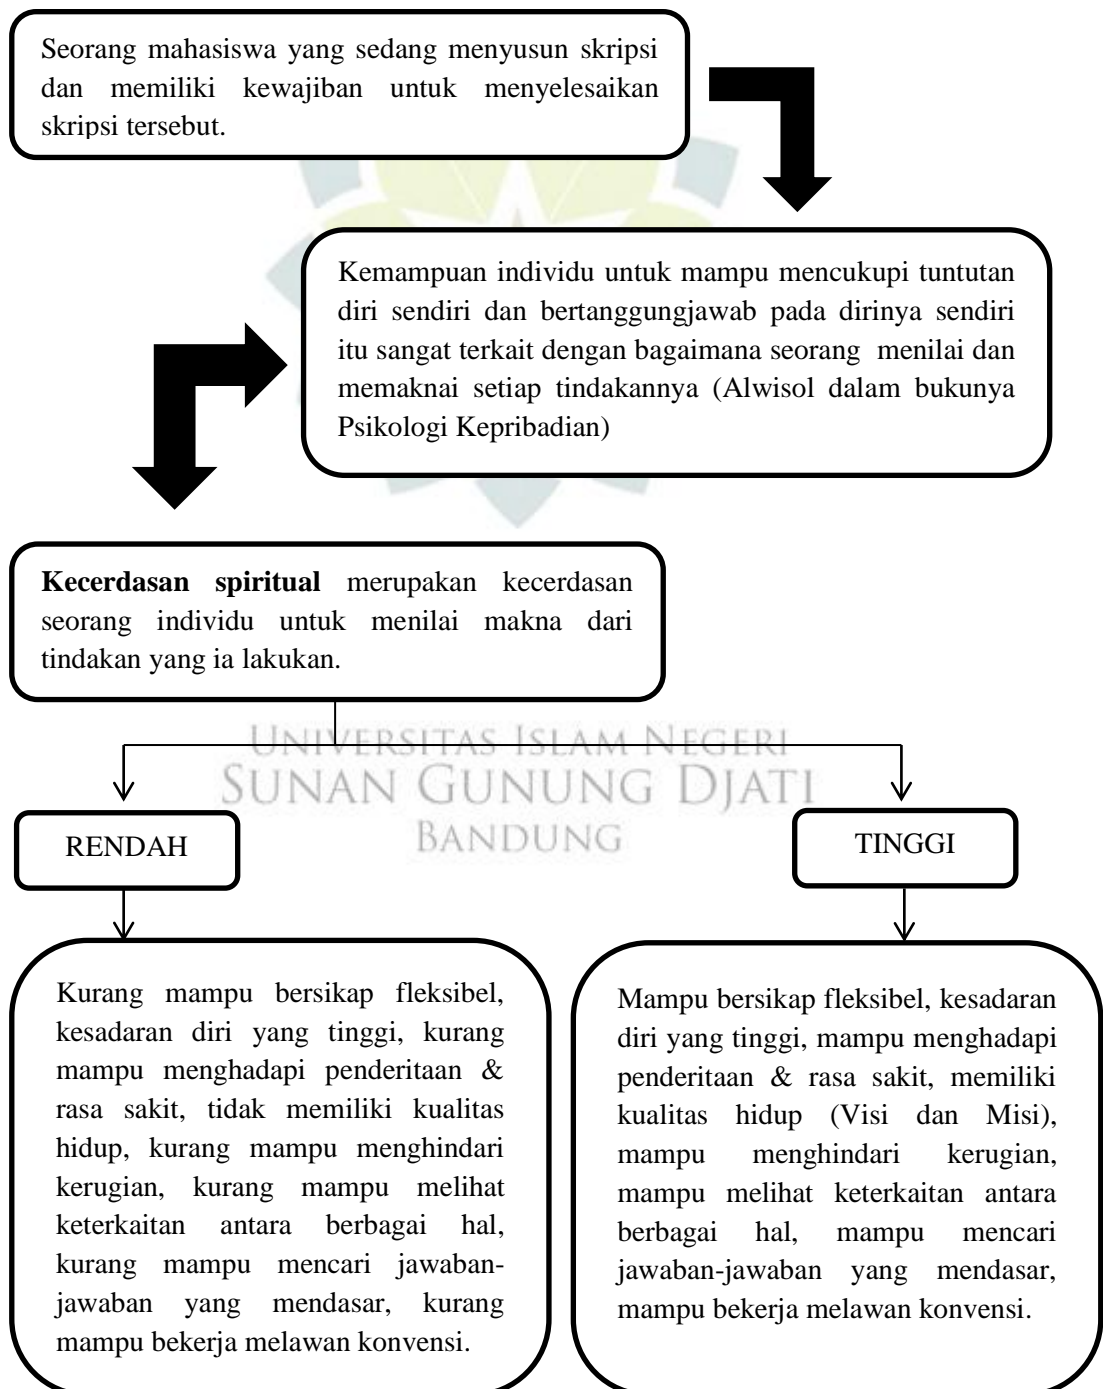 Seorang mahasiswa yang sedang menyusun skripsi
dan memiliki kewajiban untuk menyelesaikan
skripsi tersebut.
Kemampuan individu untuk mampu mencukupi tuntutan
diri sendiri dan bertanggungjawab pada dirinya sendiri
itu sangat terkait dengan bagaimana seorang menilai dan
memaknai setiap tindakannya (Alwisol dalam bukunya
Psikologi Kepribadian)
Kecerdasan spiritual merupakan kecerdasan
seorang individu untuk menilai makna dari
tindakan yang ia lakukan.
UNIVERSITAS ISLAM NEGERI
SUNAN GUNUNG DJATI
BANDUNG
RENDAH
TINGGI
Kurang mampu bersikap fleksibel,
kesadaran diri yang tinggi, kurang
mampu menghadapi penderitaan &
rasa sakit, tidak memiliki kualitas
hidup, kurang mampu menghindari
kerugian, kurang mampu melihat
keterkaitan antara berbagai hal,
kurang mampu mencari jawaban-
jawaban yang mendasar, kurang
mampu bekerja melawan konvensi.
Mampu bersikap fleksibel, kesadaran
diri yang tinggi, mampu menghadapi
penderitaan & rasa sakit, memiliki
kualitas hidup (Visi dan Misi),
mampu menghindari kerugian,
mampu melihat keterkaitan antara
berbagai hal, mampu mencari
jawaban-jawaban yang mendasar,
mampu bekerja melawan konvensi.